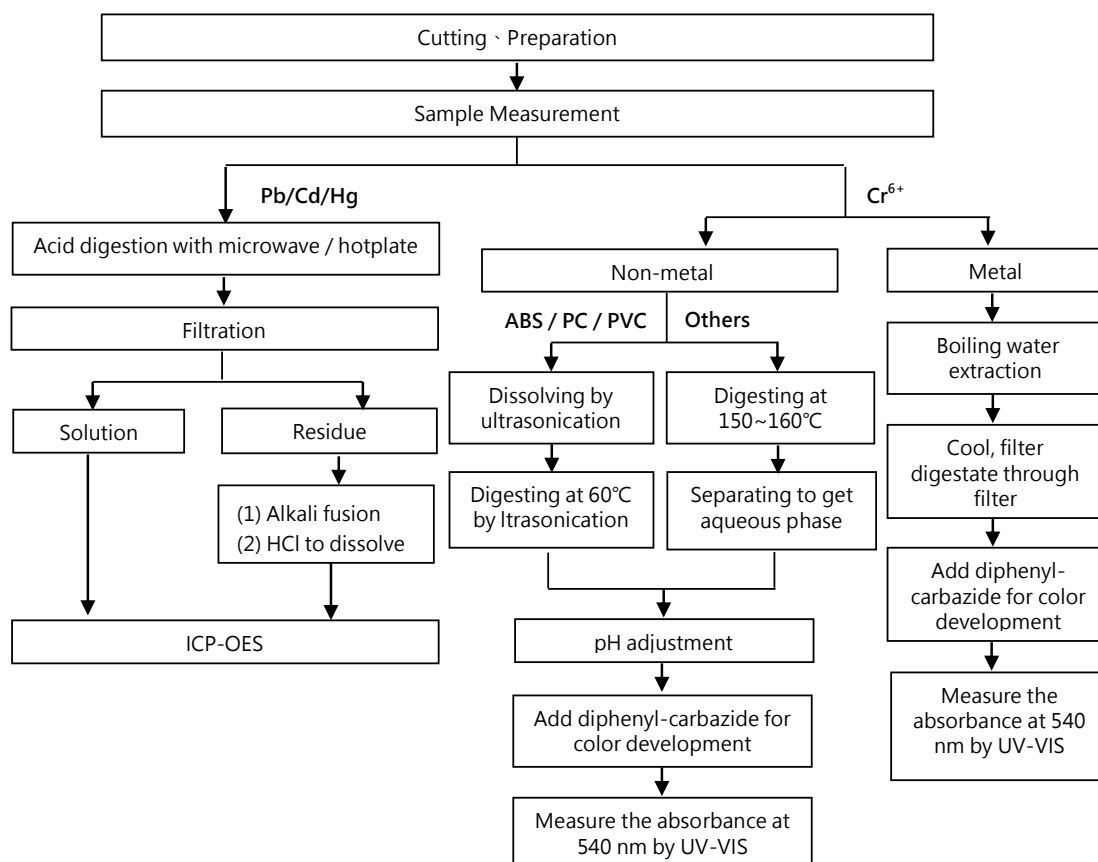 Cutting、Preparation
Sample Measurement
Pb/Cd/Hg
Cr⁶⁺
Acid digestion with microwave / hotplate
Non-metal
Metal
Filtration
ABS / PC / PVC
Others
Boiling water
extraction
Dissolving by
ultrasonication
Digesting at
150~160℃
Solution
Residue
Cool, filter
digestate through
filter
(1) Alkali fusion
(2) HCl to dissolve
Digesting at 60℃
by ltrasonication
Separating to get
aqueous phase
Add diphenyl-
carbazide for color
development
ICP-OES
pH adjustment
Measure the
absorbance at 540
nm by UV-VIS
Add diphenyl-carbazide for
color development
Measure the absorbance at
540 nm by UV-VIS